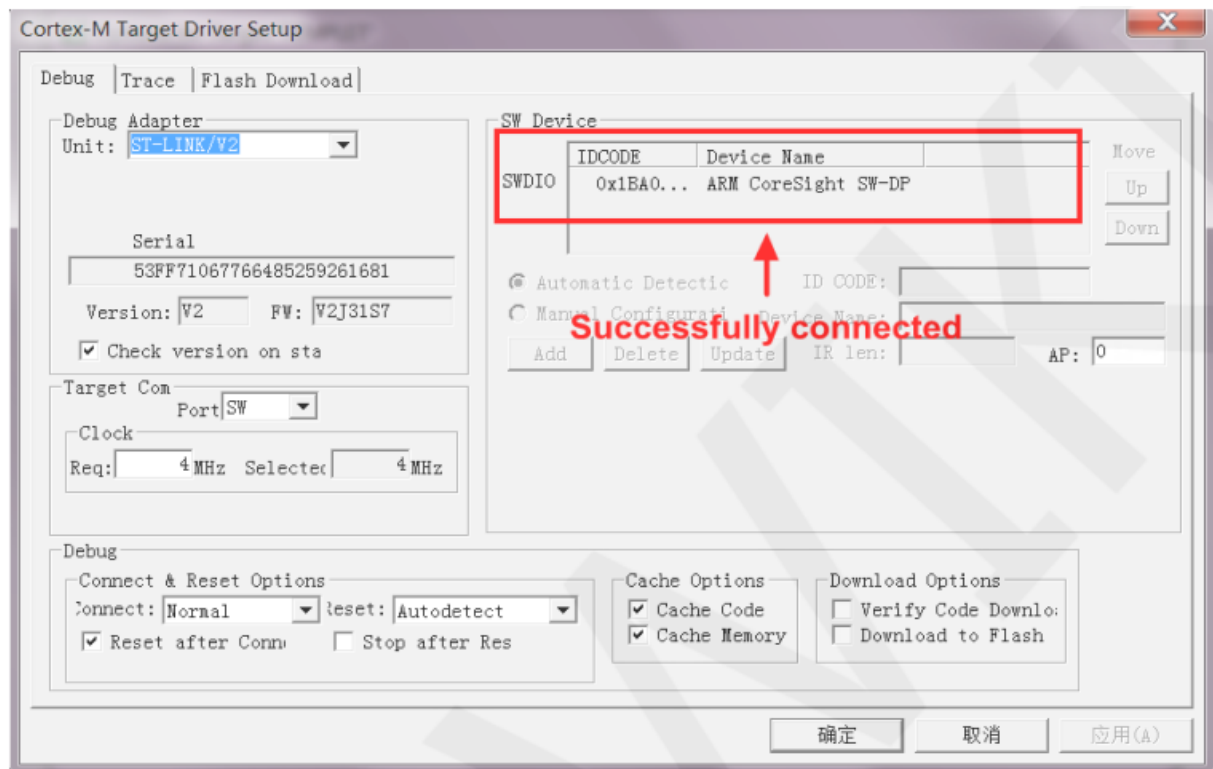 Cortex-M Target Driver Setup
Debug Trace Flash Download
Debug Adapter
Unit: ST-LINK/V2
Serial
53FF71067766485259261681
Version: V2 FW: V2J31S7
Check version on sta
Target Com
Port SW
Clock
Req: 4 MHz Selected 4 MHz
SW Device
IDCODE Device Name
SWDIO 0x1BA0... ARM CoreSight SW-DP
Move
Up
Down
Automatic Detectic ID CODE:
Manual Configurati Device Name:
Successfully connected
Add Delete Update IR len: AP: 0
Debug
Connect & Reset Options
Connect: Normal Reset: Autodetect
Reset after Conn Stop after Res
Cache Options
Cache Code
Cache Memory
Download Options
Verify Code Downlo
Download to Flash
确定 取消 应用(A)